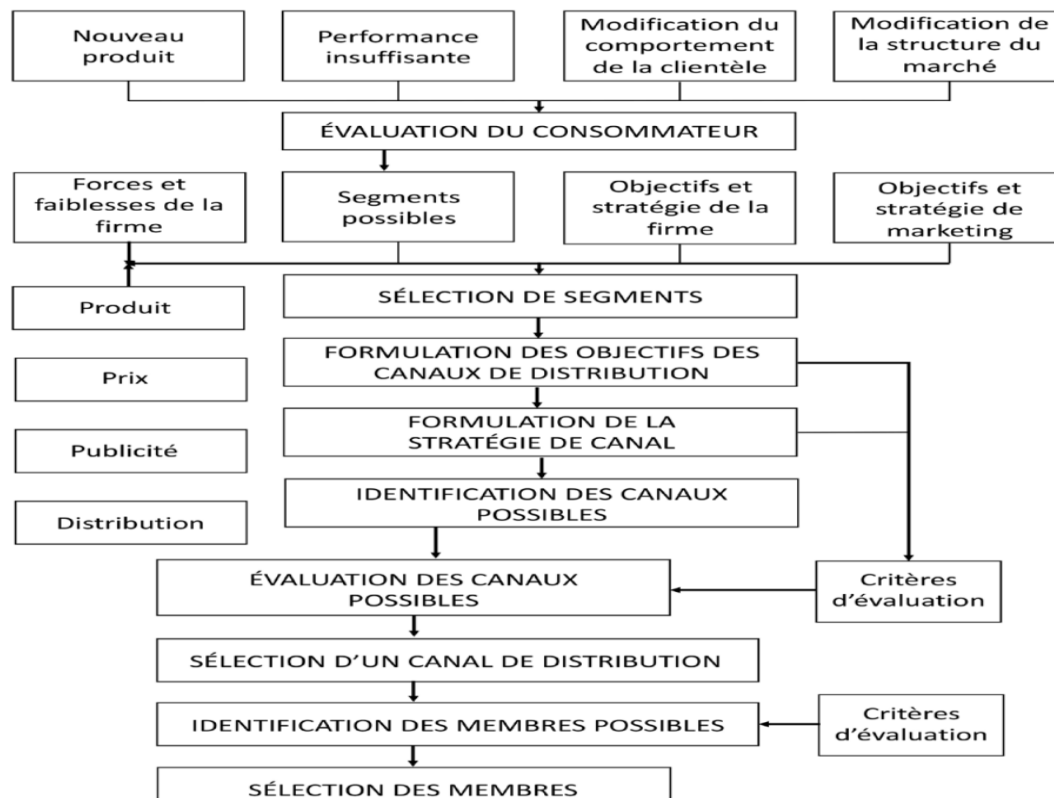 Nouveau
produit
Performance
insuffisante
Modification du
comportement
de la clientèle
Modification de
la structure du
marché
ÉVALUATION DU CONSOMMATEUR
Forces et
faiblesses de la
firme
Segments
possibles
Objectifs et
stratégie de la
firme
Objectifs et
stratégie de
marketing
Produit
SÉLECTION DE SEGMENTS
Prix
FORMULATION DES OBJECTIFS DES
CANAUX DE DISTRIBUTION
Publicité
FORMULATION DE LA
STRATÉGIE DE CANAL
Distribution
IDENTIFICATION DES CANAUX
POSSIBLES
ÉVALUATION DES CANAUX
POSSIBLES
Critères
d’évaluation
SÉLECTION D’UN CANAL DE DISTRIBUTION
IDENTIFICATION DES MEMBRES POSSIBLES
Critères
d’évaluation
SÉLECTION DES MEMBRES